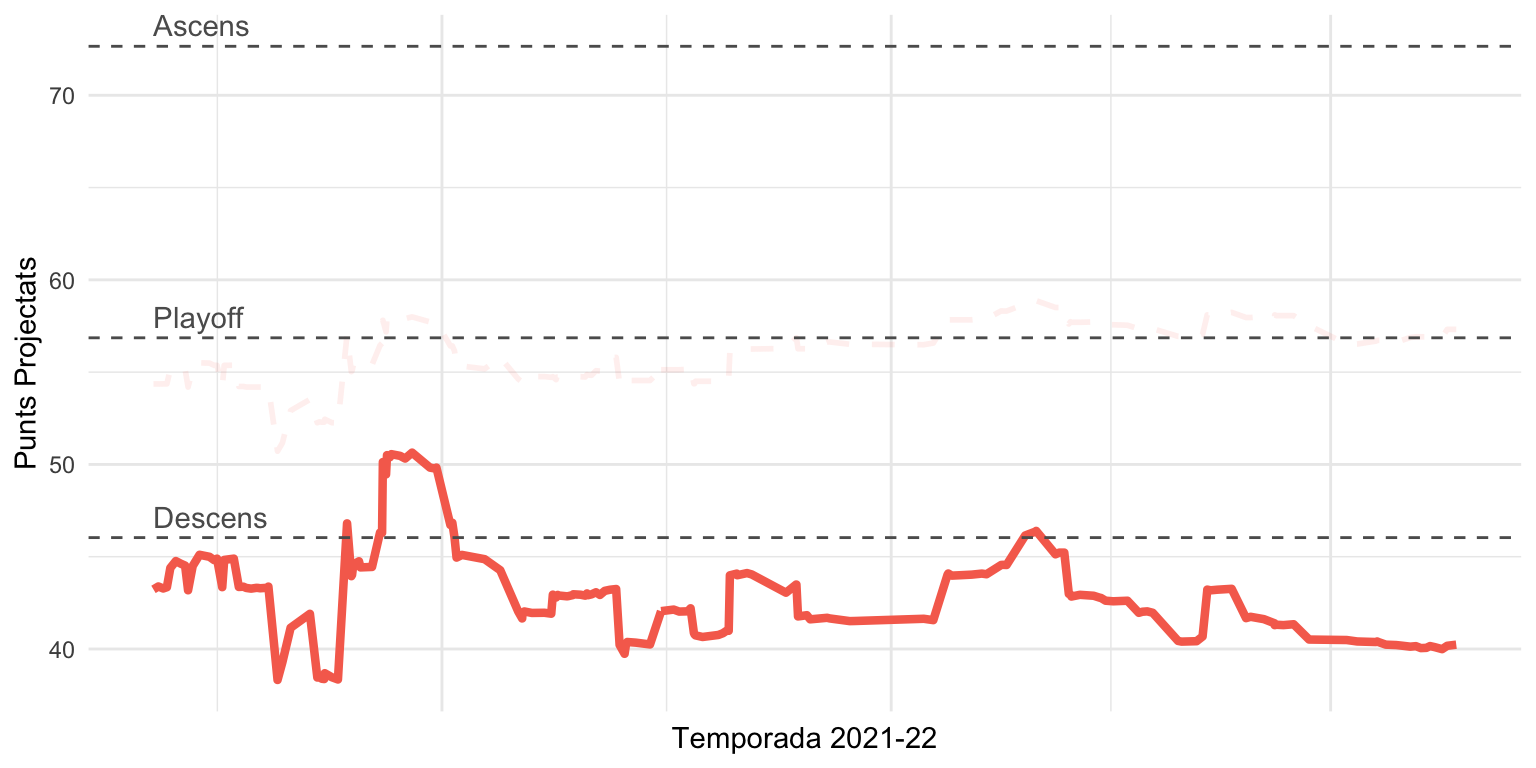 Ascens
70
60
Playoff
50
Descens
40
Punts Projectats
Temporada 2021-22